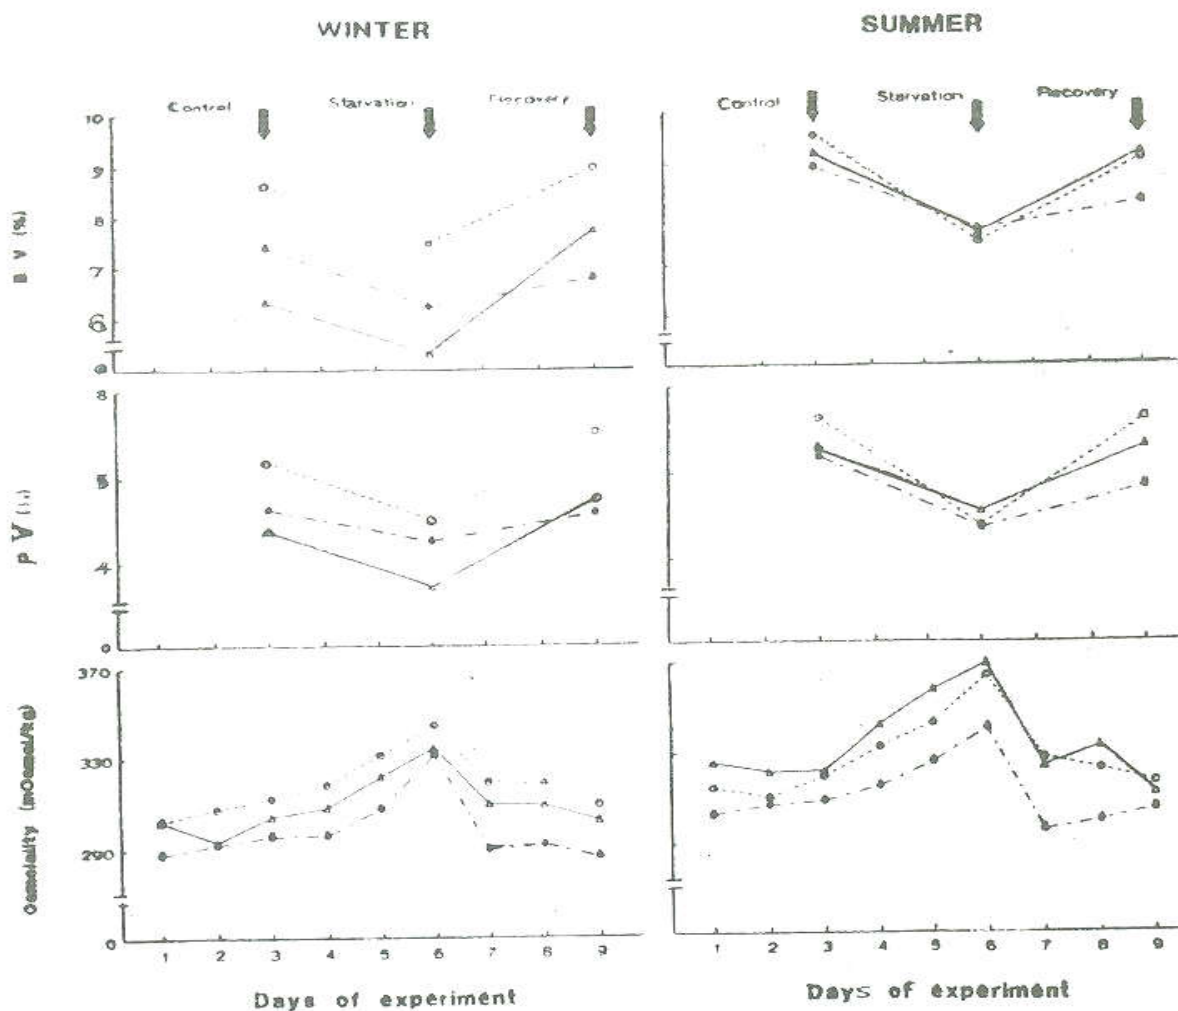 WINTER
SUMMER
Control
Starvation
Recovery
Control
Starvation
Recovery
B V (%)
10
9
8
7
6
0
8
5
4
0
Osmolality (mOsmol/kg)
370
330
290
0
1 2 3 4 5 6 7 8 9
1 2 3 4 5 6 7 8 9
Days of experiment
Days of experiment